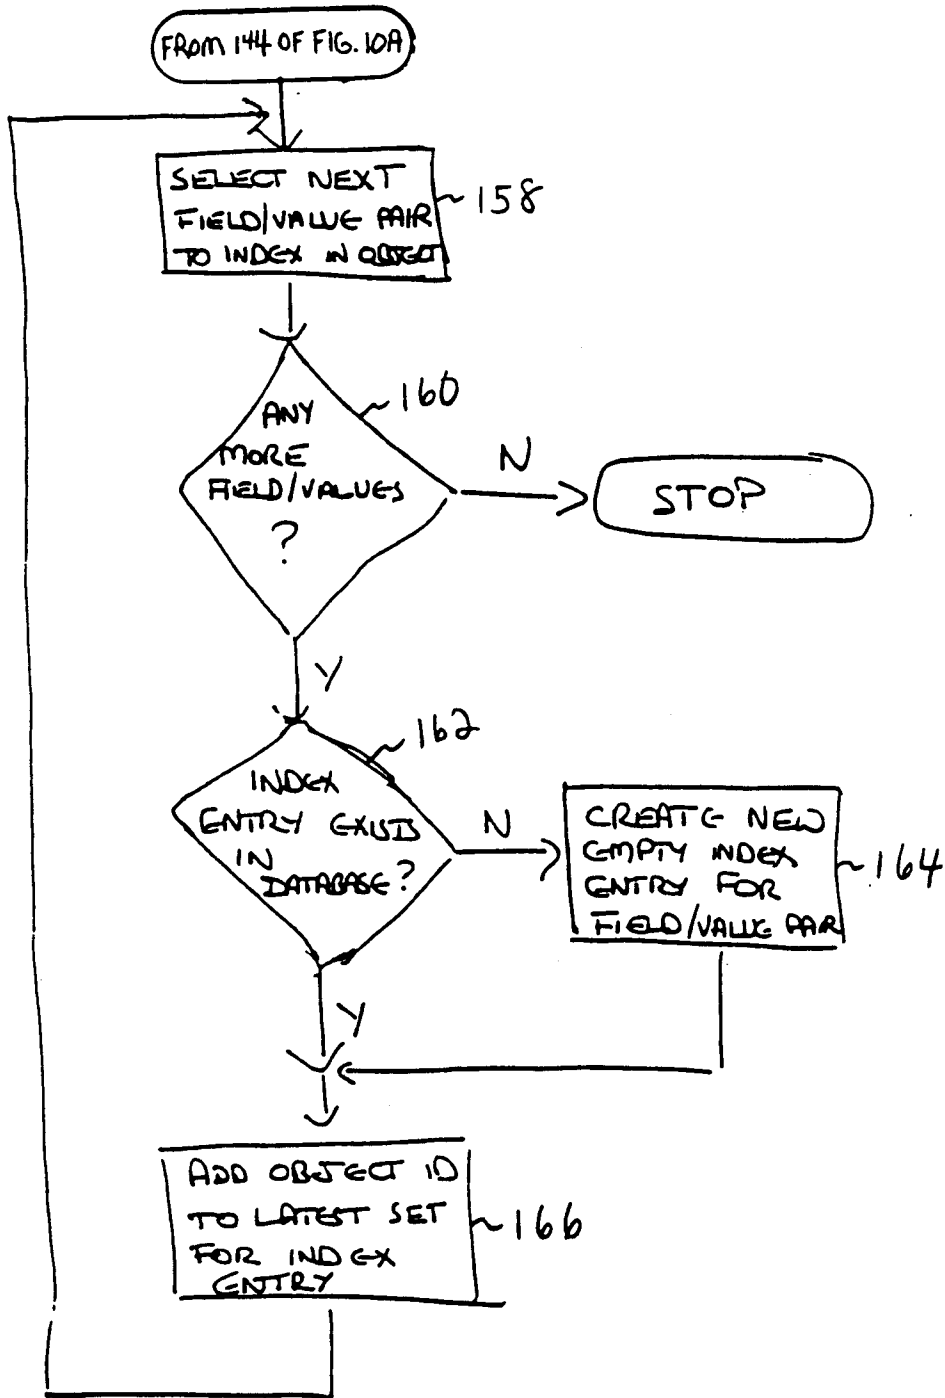 FROM 144 OF FIG. 10A
SELECT NEXT
FIELD/VALUE PAIR
TO INDEX IN OBJECT
158
160
ANY
MORE
FIELD/VALUES
?
N
STOP
Y
162
INDEX
ENTRY EXISTS
IN
DATABASE?
N
CREATE NEW
EMPTY INDEX
ENTRY FOR
FIELD/VALUE PAIR
164
Y
ADD OBJECT ID
TO LATEST SET
FOR INDEX
ENTRY
166